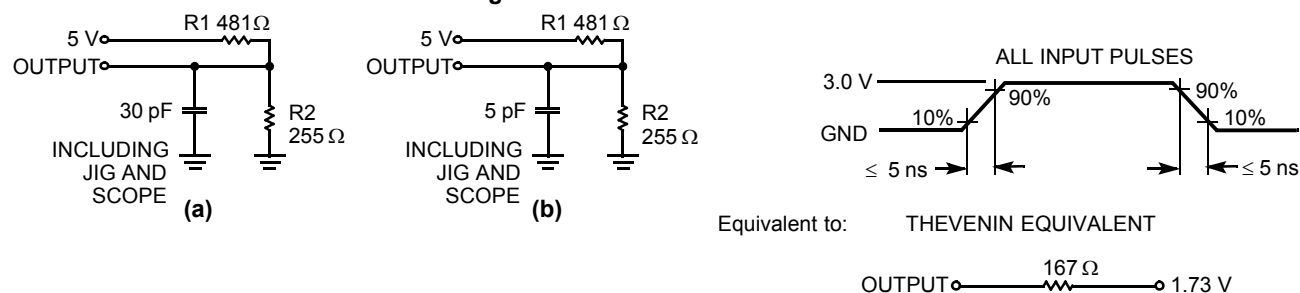 R1 481Ω
5 V
OUTPUT
30 pF
R2
255 Ω
INCLUDING
JIG AND
SCOPE
(a)
R1 481Ω
5 V
OUTPUT
5 pF
R2
255 Ω
INCLUDING
JIG AND
SCOPE
(b)
ALL INPUT PULSES
3.0 V
90%
90%
10%
10%
GND
≤ 5 ns
≤ 5 ns
Equivalent to: THEVENIN EQUIVALENT
167 Ω
OUTPUT
1.73 V